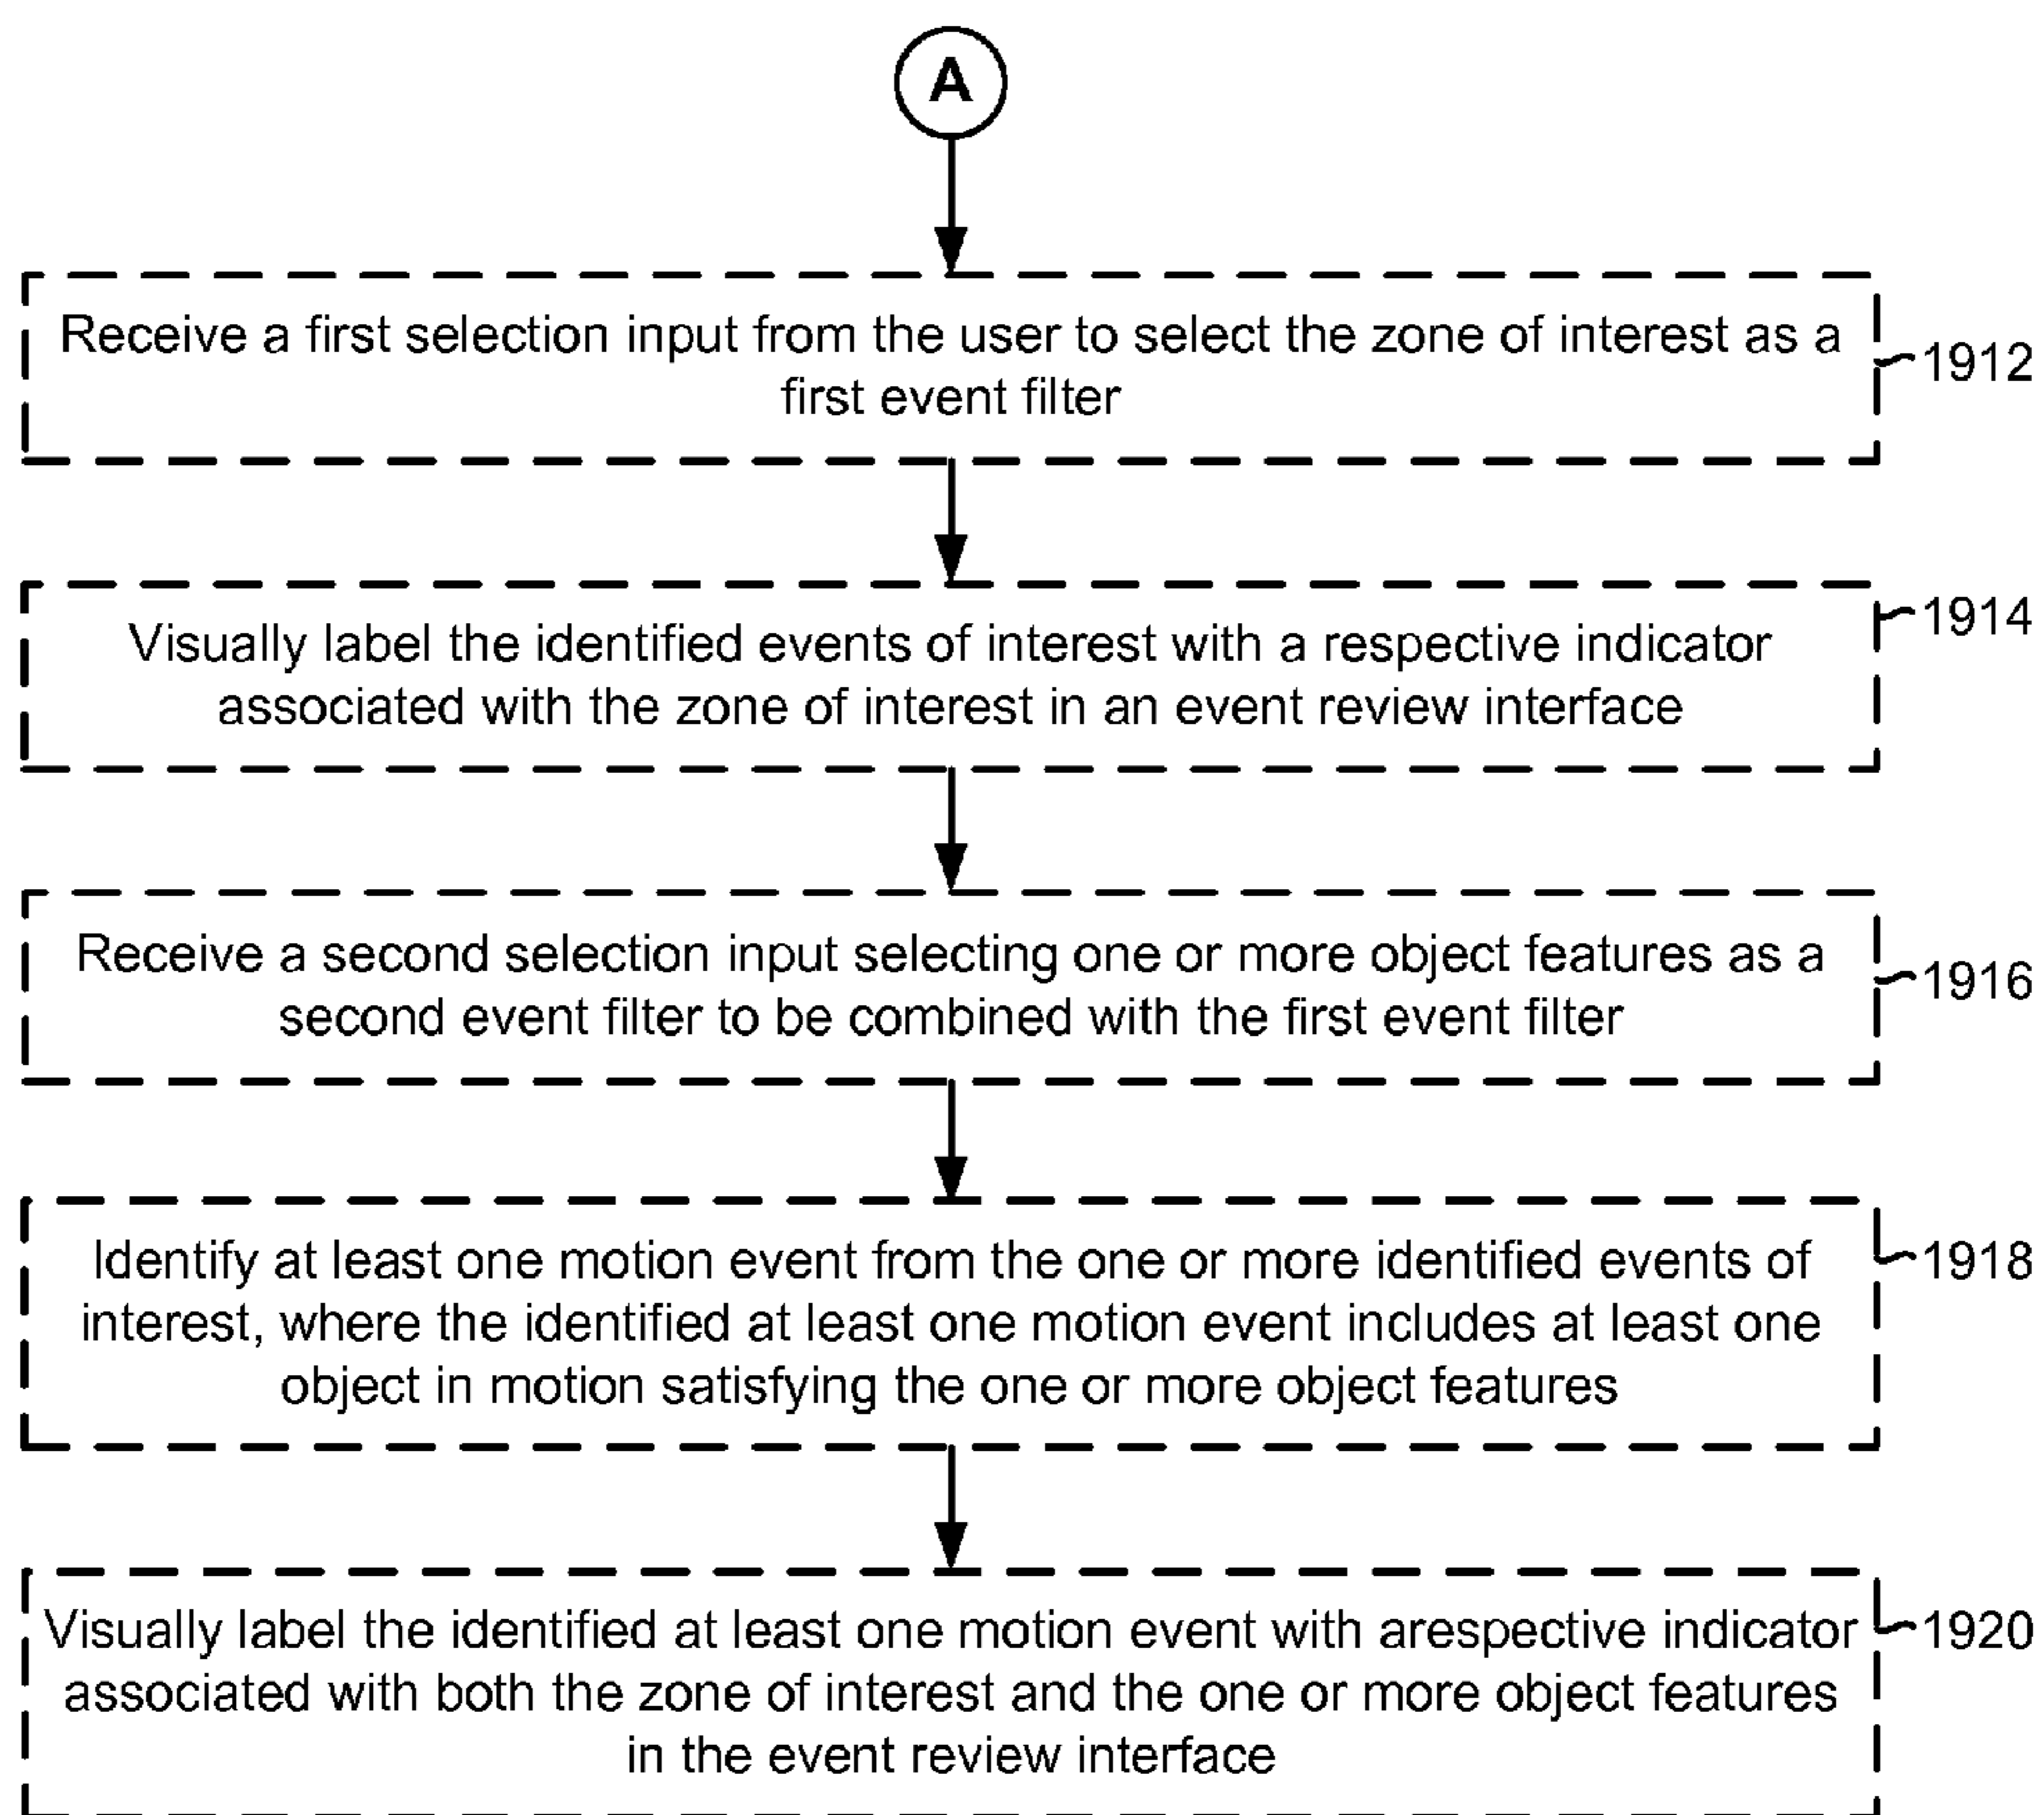 A
Receive a first selection input from the user to select the zone of interest as a
first event filter
1912
Visually label the identified events of interest with a respective indicator
associated with the zone of interest in an event review interface
1914
Receive a second selection input selecting one or more object features as a
second event filter to be combined with the first event filter
1916
Identify at least one motion event from the one or more identified events of
interest, where the identified at least one motion event includes at least one
object in motion satisfying the one or more object features
1918
Visually label the identified at least one motion event with arespective indicator
associated with both the zone of interest and the one or more object features
in the event review interface
1920